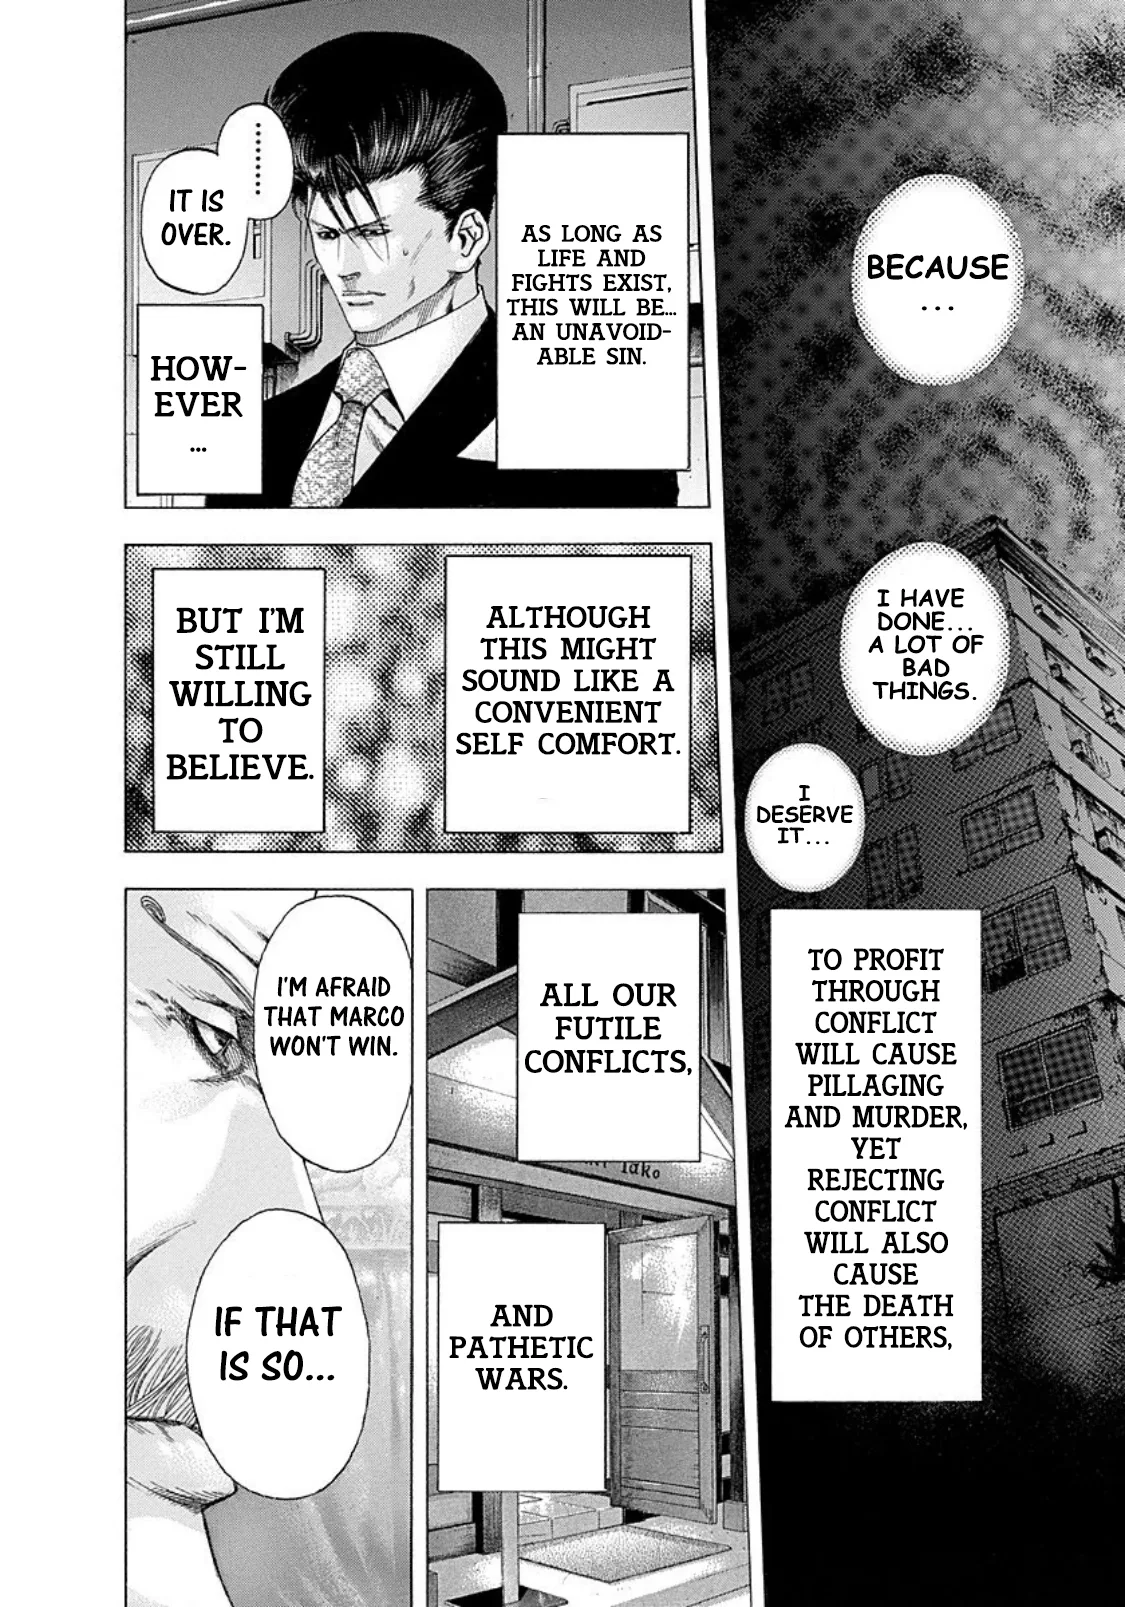 BECAUSE
...
I HAVE
DONE...
A LOT OF
BAD
THINGS.
I
DESERVE
IT...
TO PROFIT
THROUGH
CONFLICT
WILL CAUSE
PILLAGING
AND MURDER,
YET
REJECTING
CONFLICT
WILL ALSO
CAUSE
THE DEATH
OF OTHERS,
AS LONG AS
LIFE AND
FIGHTS EXIST,
THIS WILL BE...
AN UNAVOID-
ABLE SIN.
.........
IT IS
OVER.
HOW-
EVER
...
ALTHOUGH
THIS MIGHT
SOUND LIKE A
CONVENIENT
SELF COMFORT.
BUT I'M
STILL
WILLING
TO
BELIEVE.
ALL OUR
FUTILE
CONFLICTS,
Tako
AND
PATHETIC
WARS.
I'M AFRAID
THAT MARCO
WON'T WIN.
IF THAT
IS SO...